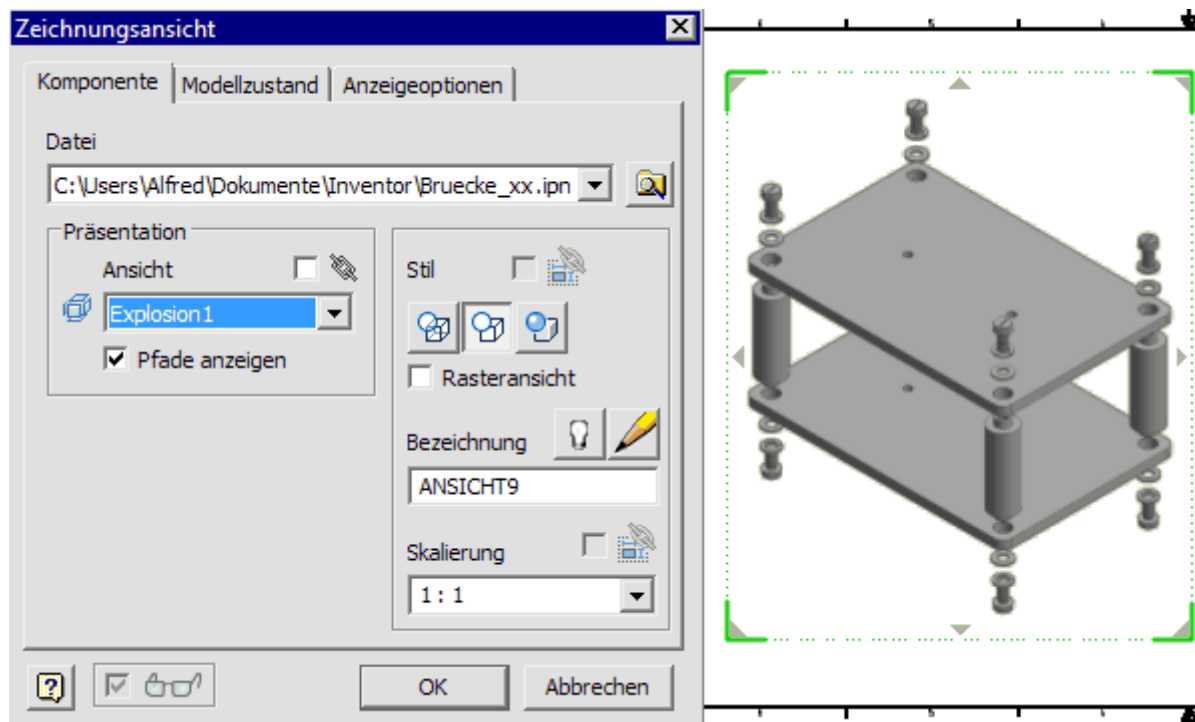 Zeichnungsansicht
Komponente
Modellzustand
Anzeigeoptionen
Datei
C:\Users\Alfred\Dokumente\Inventor\Bruecke_xx.ipn
Präsentation
Ansicht
Explosion1
Pfade anzeigen
Stil
Rasteransicht
Bezeichnung
ANSICHT9
Skalierung
1 : 1
OK
Abbrechen